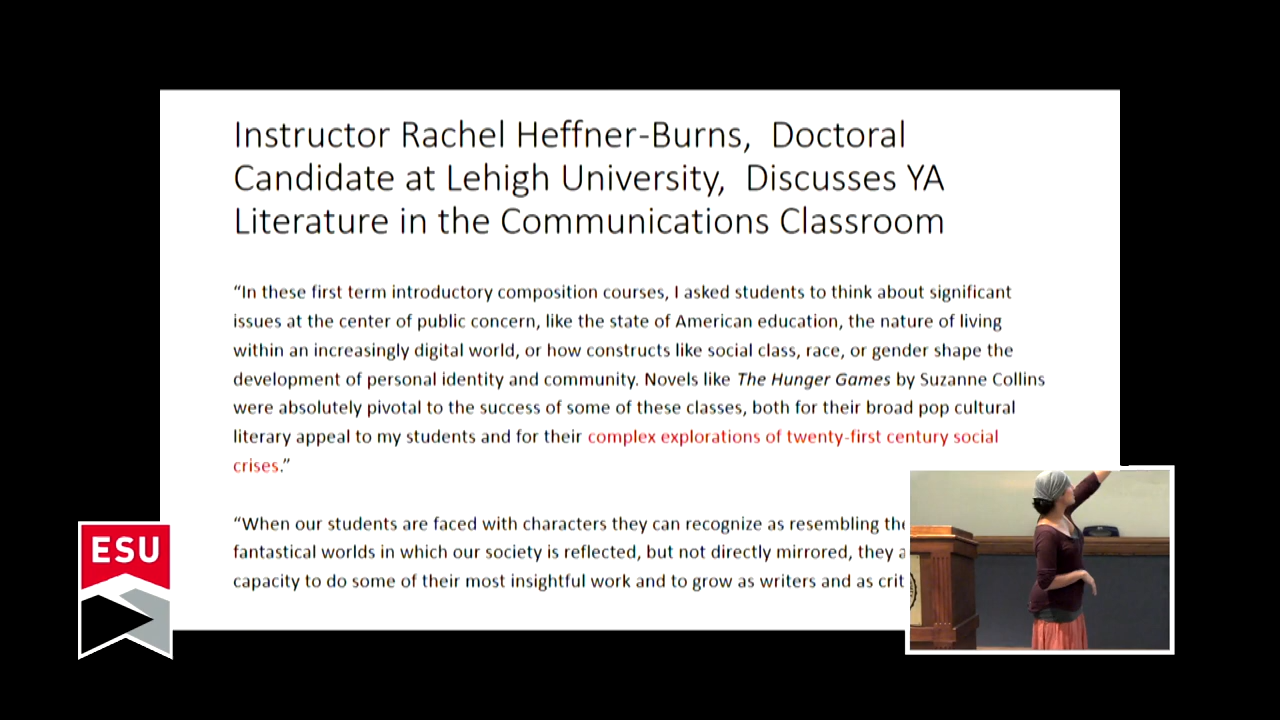 Instructor Rachel Heffner-Burns, Doctoral
Candidate at Lehigh University, Discusses YA
Literature in the Communications Classroom
“In these first term introductory composition courses, I asked students to think about significant
issues at the center of public concern, like the state of American education, the nature of living
within an increasingly digital world, or how constructs like social class, race, or gender shape the
development of personal identity and community. Novels like The Hunger Games by Suzanne Collins
were absolutely pivotal to the success of some of these classes, both for their broad pop cultural
literary appeal to my students and for their complex explorations of twenty-first century social
crises.”
“When our students are faced with characters they can recognize as resembling
fantastical worlds in which our society is reflected, but not directly mirrored, they
capacity to do some of their most insightful work and to grow as writers and as
ESU